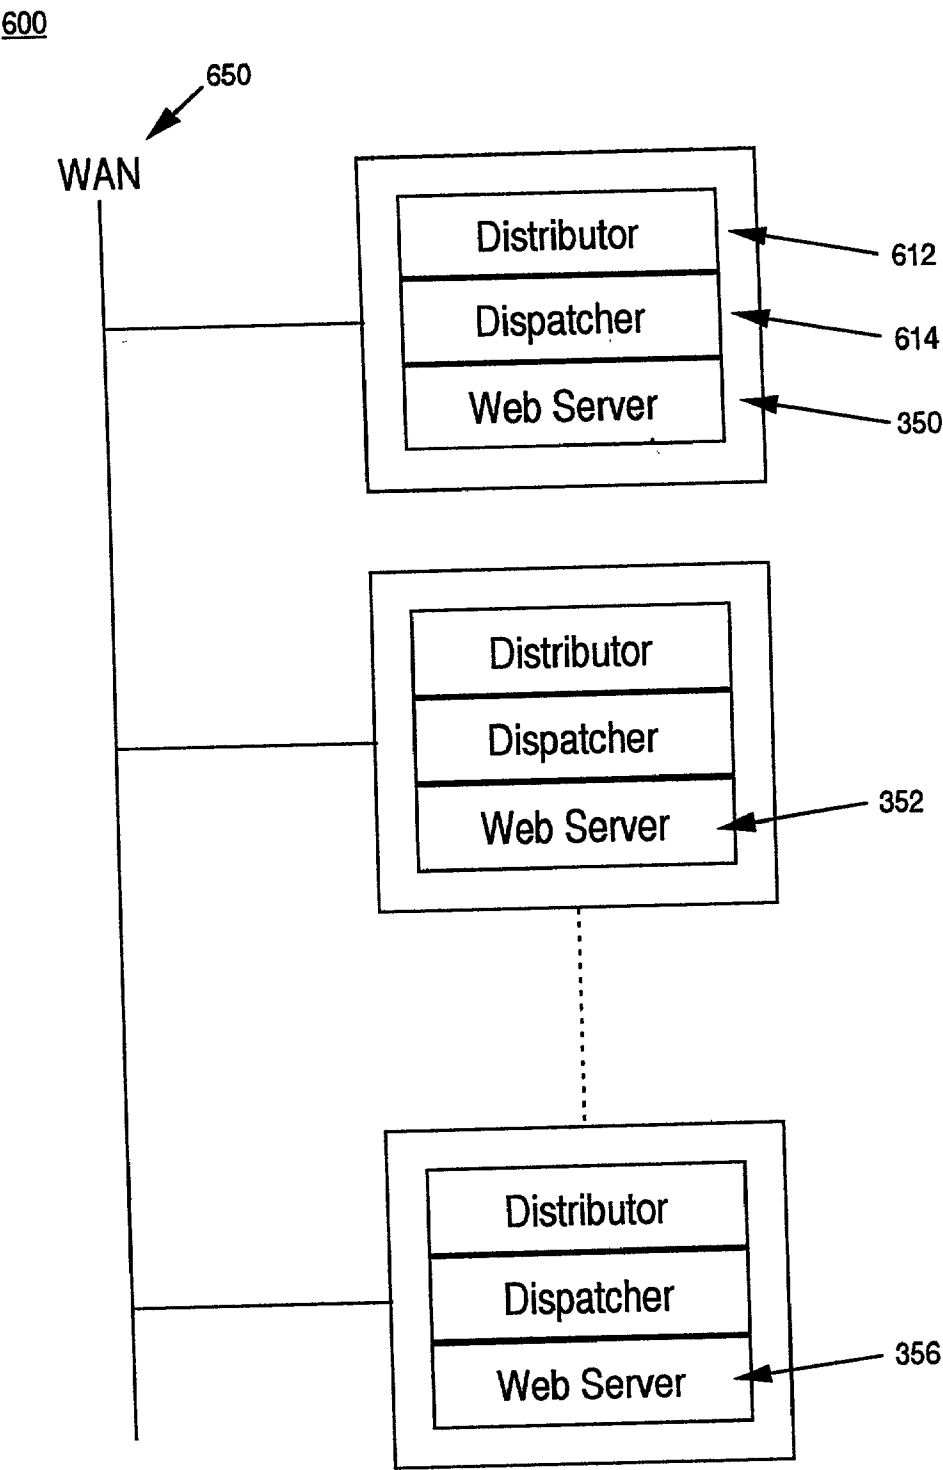 600
650
WAN
Distributor
612
Dispatcher
614
Web Server
350
Distributor
Dispatcher
Web Server
352
Distributor
Dispatcher
Web Server
356